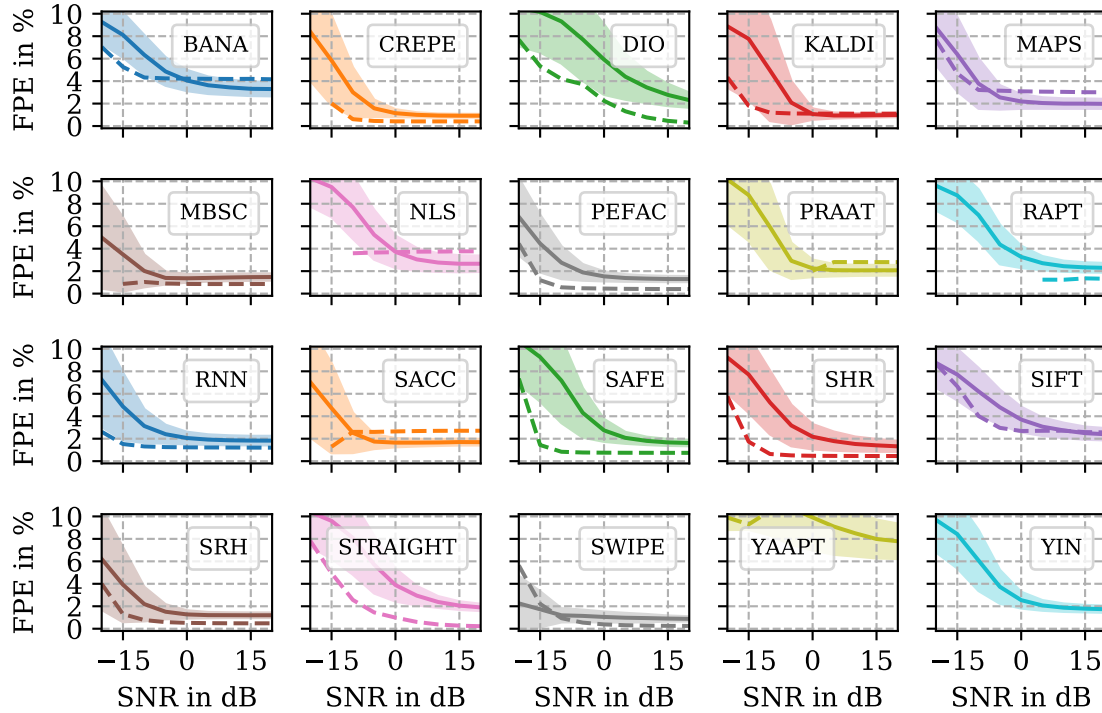 FPE in %
10
8
6
4
2
0
BANA
CREPE
DIO
KALDI
MAPS
FPE in %
10
8
6
4
2
0
MBSC
NLS
PEFAC
PRAAT
RAPT
FPE in %
10
8
6
4
2
0
RNN
SACC
SAFE
SHR
SIFT
FPE in %
10
8
6
4
2
0
SRH
STRAIGHT
SWIPE
YAAPT
YIN
−15 0 15
−15 0 15
−15 0 15
−15 0 15
−15 0 15
SNR in dB
SNR in dB
SNR in dB
SNR in dB
SNR in dB